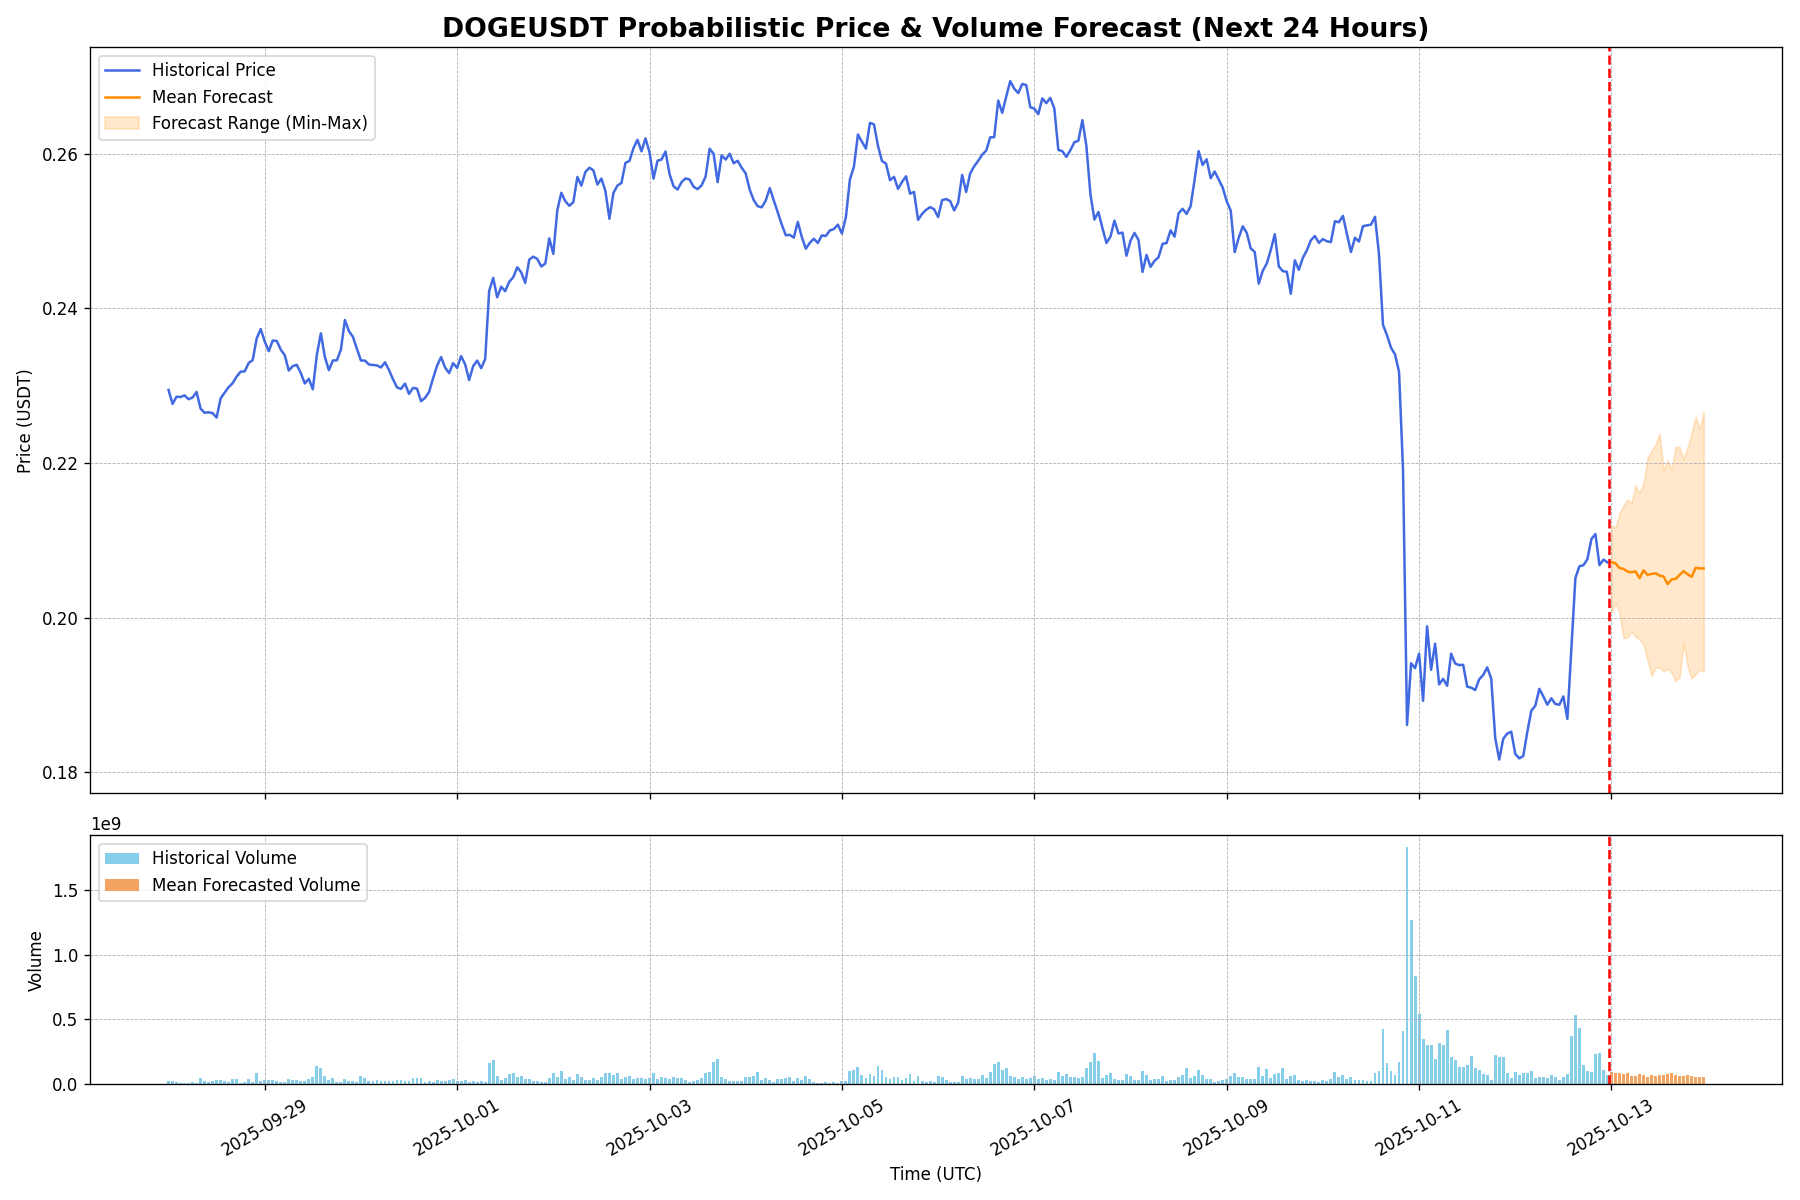 DOGEUSDT Probabilistic Price & Volume Forecast (Next 24 Hours)
Historical Price
Mean Forecast
Forecast Range (Min-Max)
Price (USDT)
0.26
0.24
0.22
0.20
0.18
1e9
Historical Volume
Mean Forecasted Volume
Volume
1.5
1.0
0.5
0.0
2025-09-29
2025-10-01
2025-10-03
2025-10-05
2025-10-07
2025-10-09
2025-10-11
2025-10-13
Time (UTC)